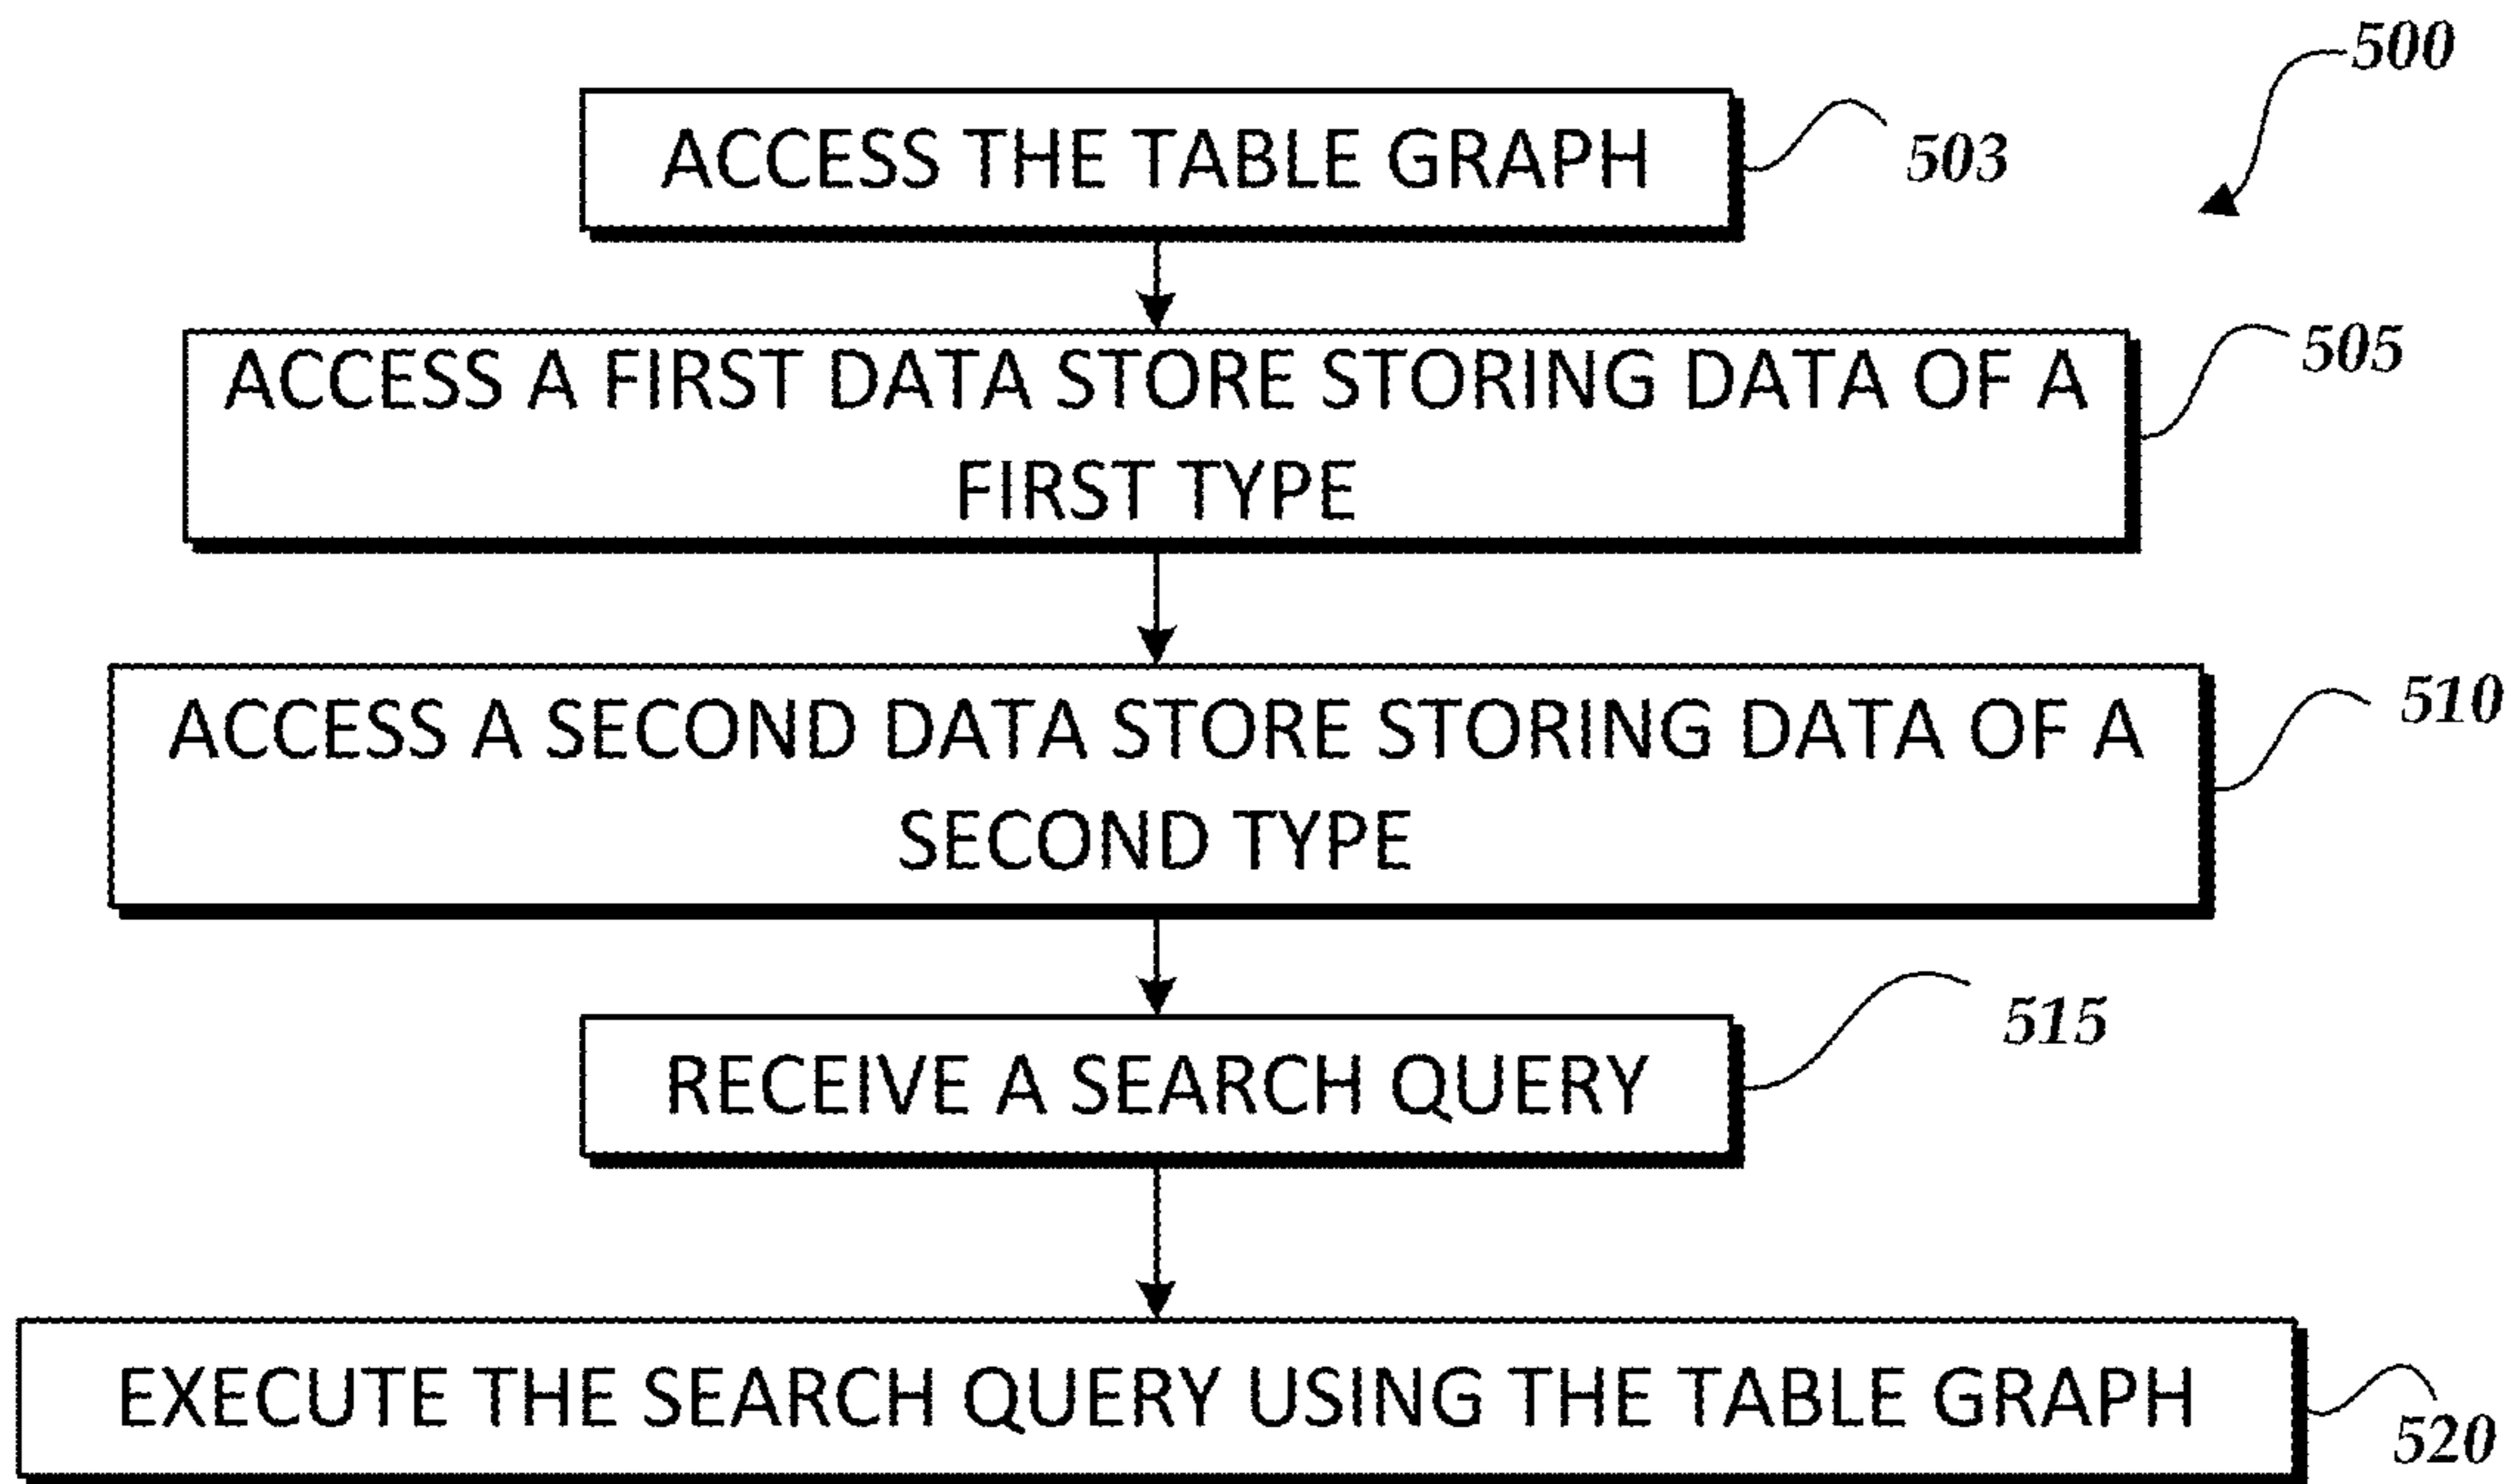 500
ACCESS THE TABLE GRAPH
503
ACCESS A FIRST DATA STORE STORING DATA OF A
FIRST TYPE
505
ACCESS A SECOND DATA STORE STORING DATA OF A
SECOND TYPE
510
RECEIVE A SEARCH QUERY
515
EXECUTE THE SEARCH QUERY USING THE TABLE GRAPH
520